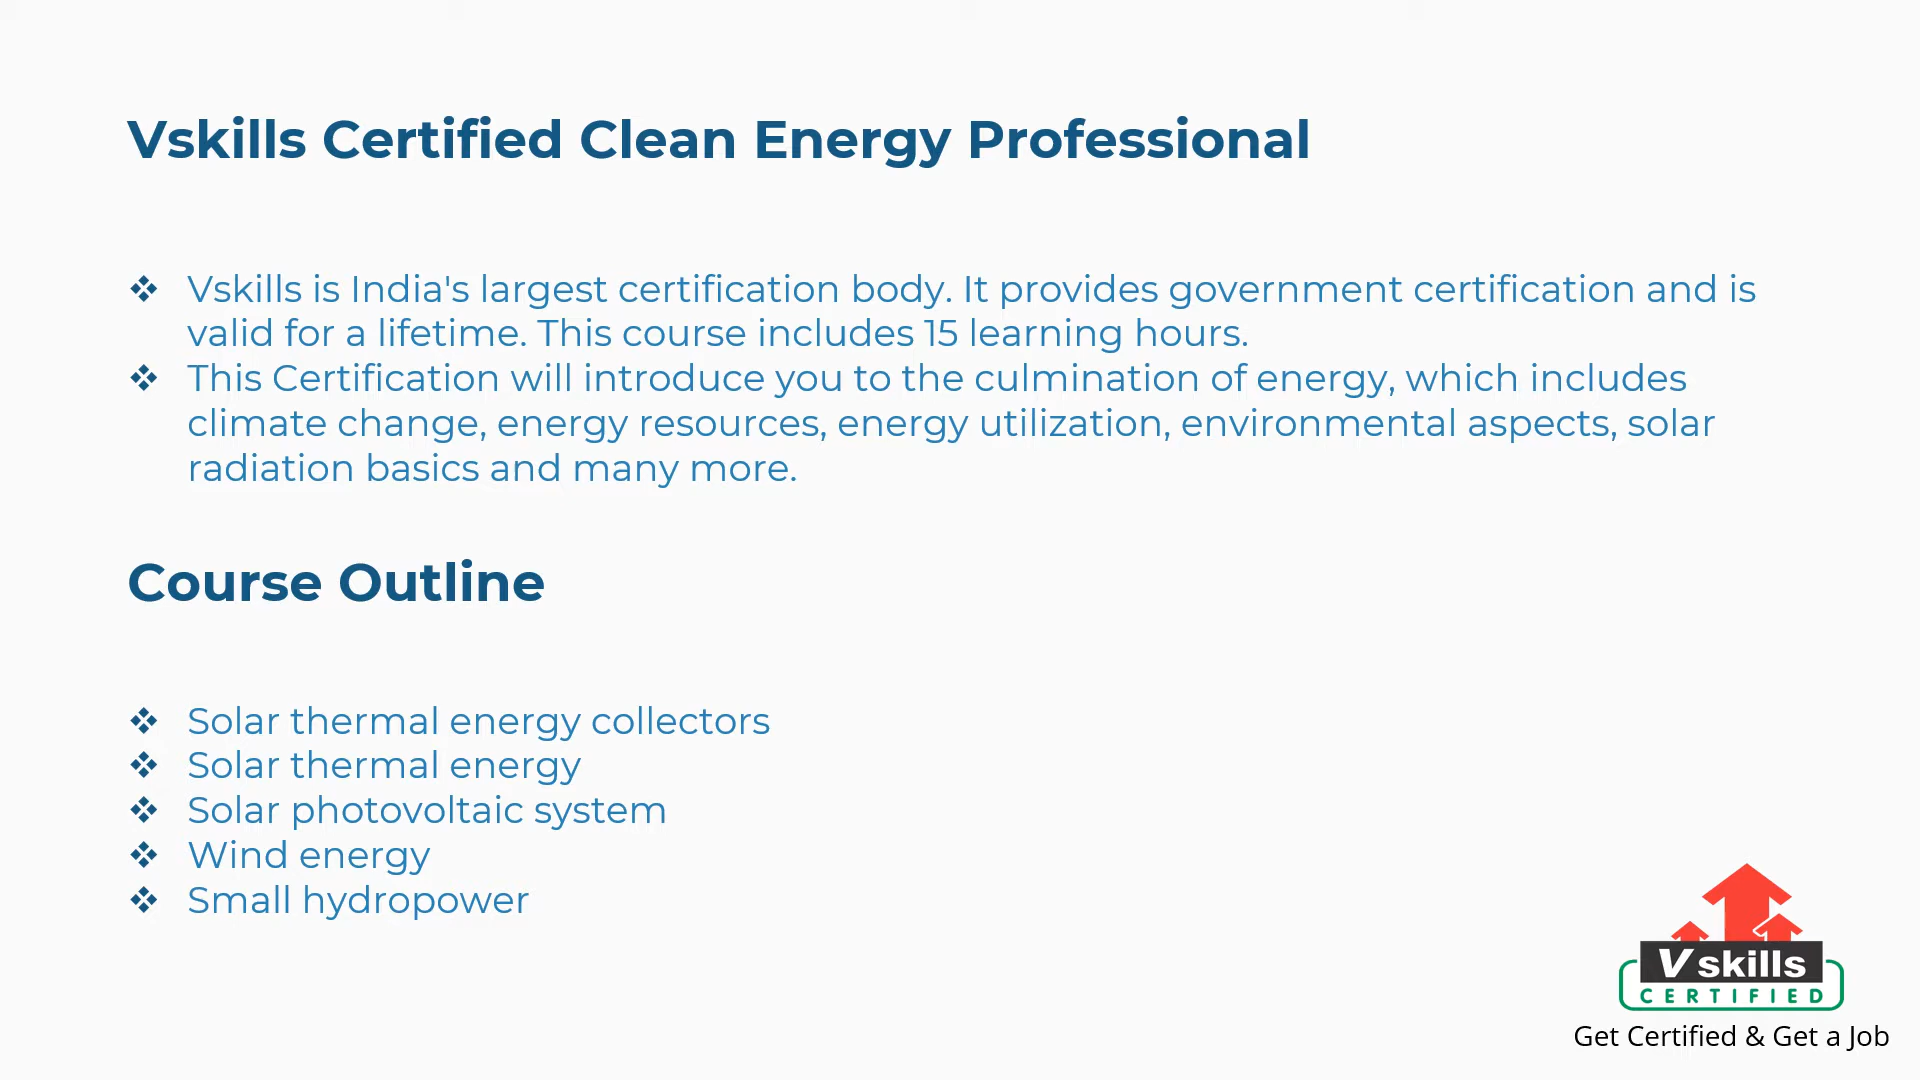 Vskills Certified Clean Energy Professional
❖ Vskills is India's largest certification body. It provides government certification and is
valid for a lifetime. This course includes 15 learning hours.
❖ This Certification will introduce you to the culmination of energy, which includes
climate change, energy resources, energy utilization, environmental aspects, solar
radiation basics and many more.
Course Outline
❖ Solar thermal energy collectors
❖ Solar thermal energy
❖ Solar photovoltaic system
❖ Wind energy
❖ Small hydropower
Vskills
CERTIFIED
Get Certified & Get a Job